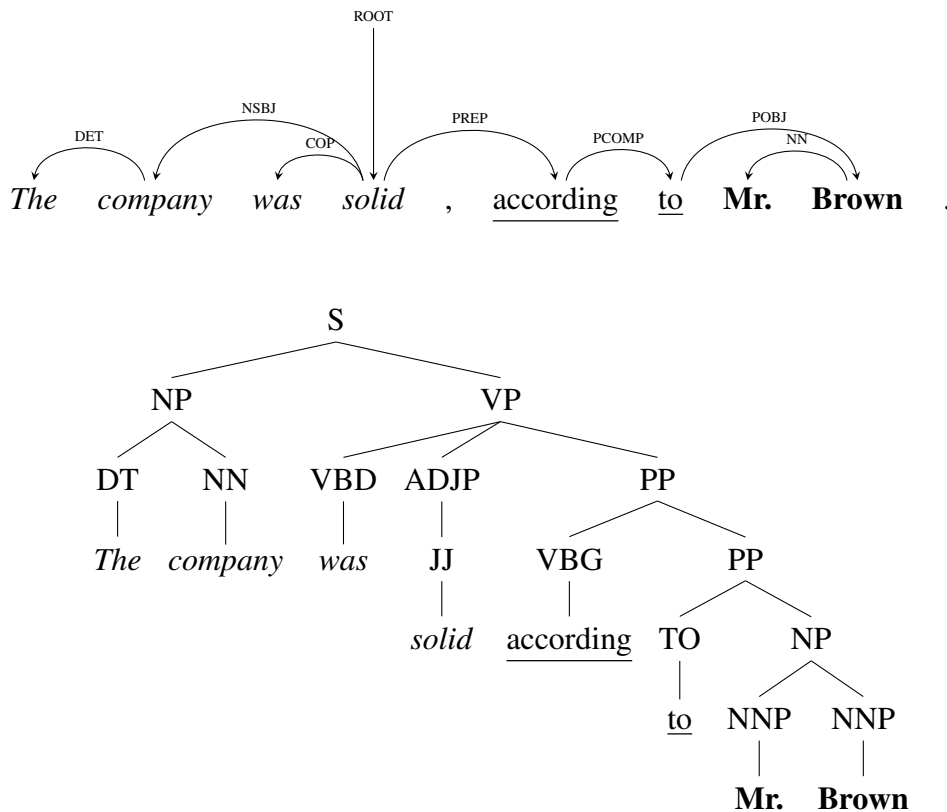 ROOT
NSBJ
PREP
POBJ
DET
COP
PCOMP
NN
The company was solid , according to Mr. Brown .
S
NP VP
DT NN VBD ADJP PP
The company was JJ VBG PP
solid according TO NP
to NNP NNP
Mr. Brown